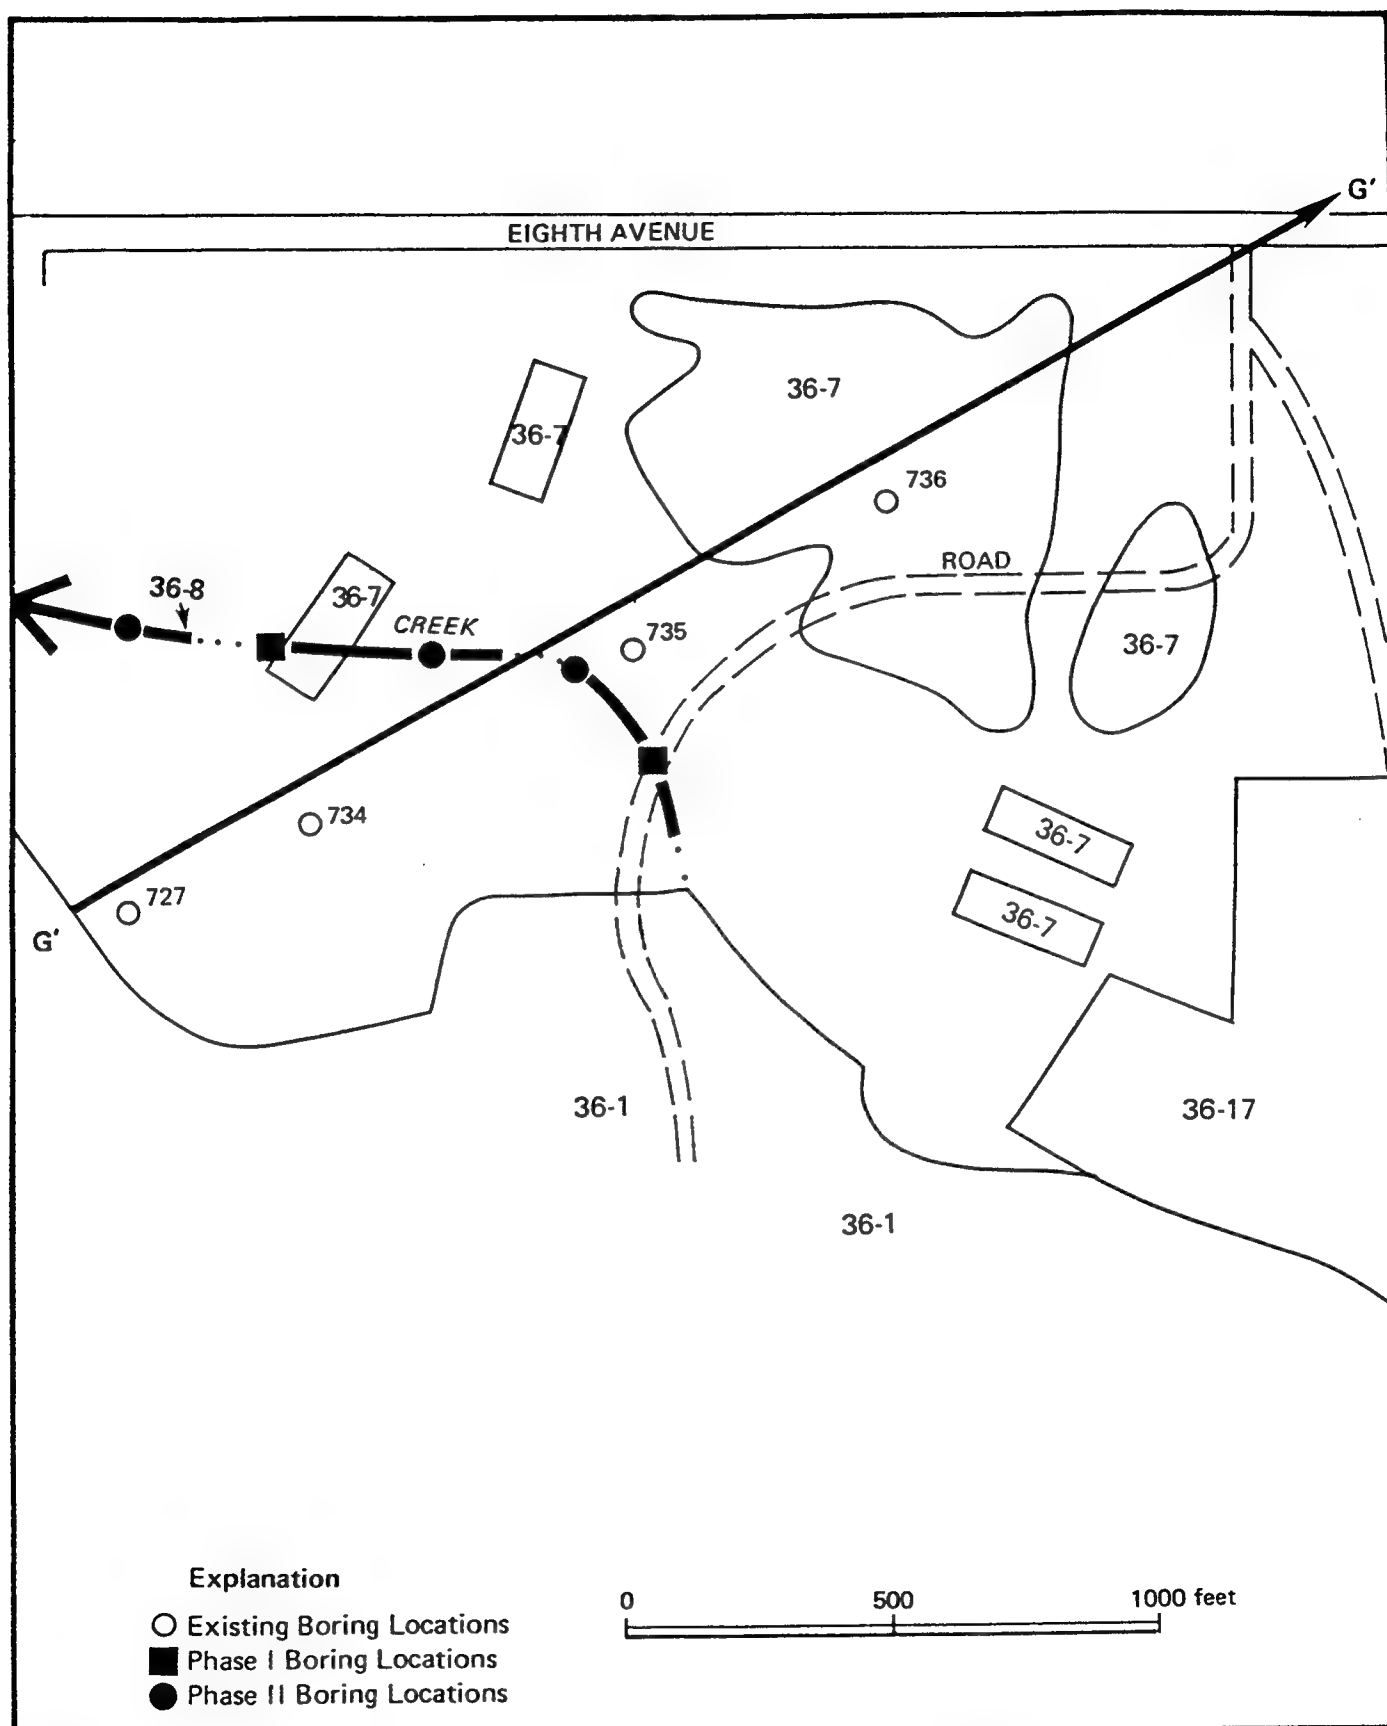 G'
EIGHTH AVENUE
36-7
36-7
736
ROAD
36-8
36-7
CREEK
735
36-7
734
36-7
727
36-7
G'
36-1
36-17
36-1
Explanation
0 500 1000 feet
Existing Boring Locations
Phase I Boring Locations
Phase II Boring Locations